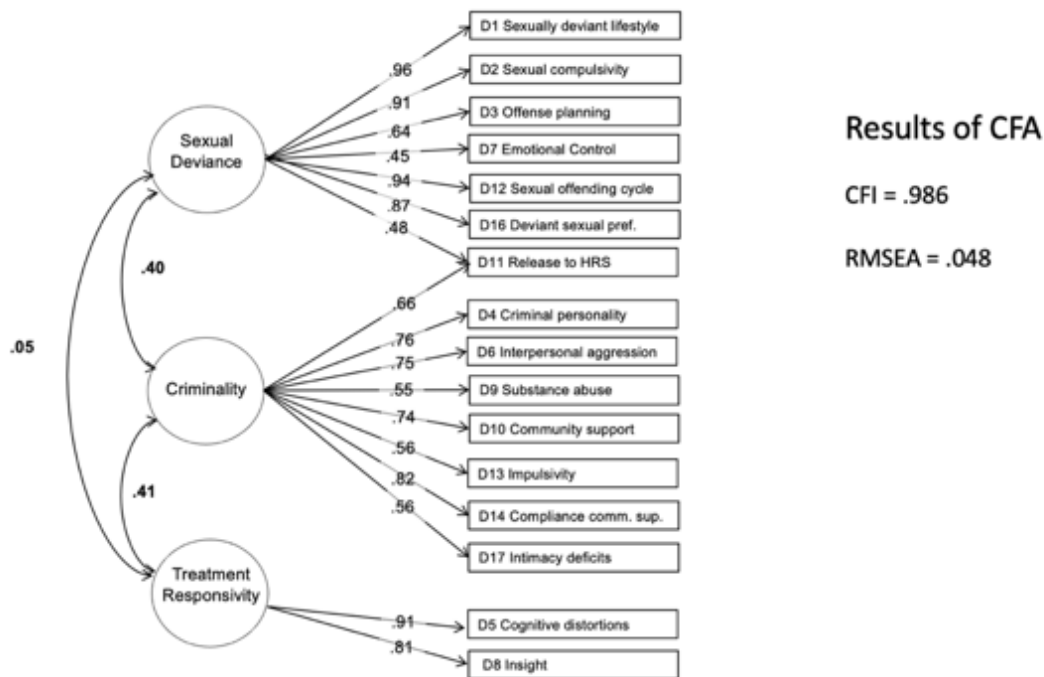 D1 Sexually deviant lifestyle
.96
D2 Sexual compulsivity
.91
D3 Offense planning
.64
Sexual
Deviance
D7 Emotional Control
.45
D12 Sexual offending cycle
.94
D16 Deviant sexual pref.
.87
.48
D11 Release to HRS
.40
.66
D4 Criminal personality
.76
.05
D6 Interpersonal aggression
.75
Criminality
D9 Substance abuse
.55
D10 Community support
.74
D13 Impulsivity
.56
.41
D14 Compliance comm. sup.
.82
.56
D17 Intimacy deficits
Treatment
Responsivity
.91
D5 Cognitive distortions
.81
D8 Insight
Results of CFA
CFI = .986
RMSEA = .048